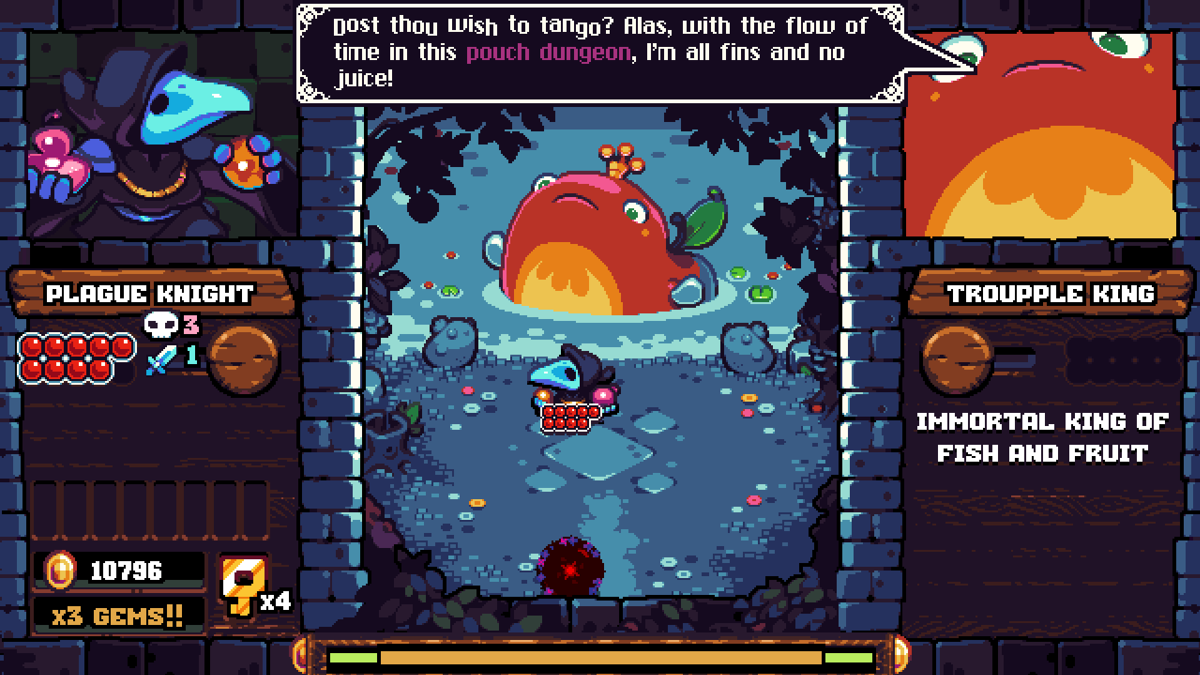 Dost thou wish to tango? Alas, with the flow of
time in this pouch dungeon, I'm all fins and no
juice!
PLAGUE KNIGHT
3
1
TROUPPLE KING
IMMORTAL KING OF
FISH AND FRUIT
10796
x4
x3 GEMS!!